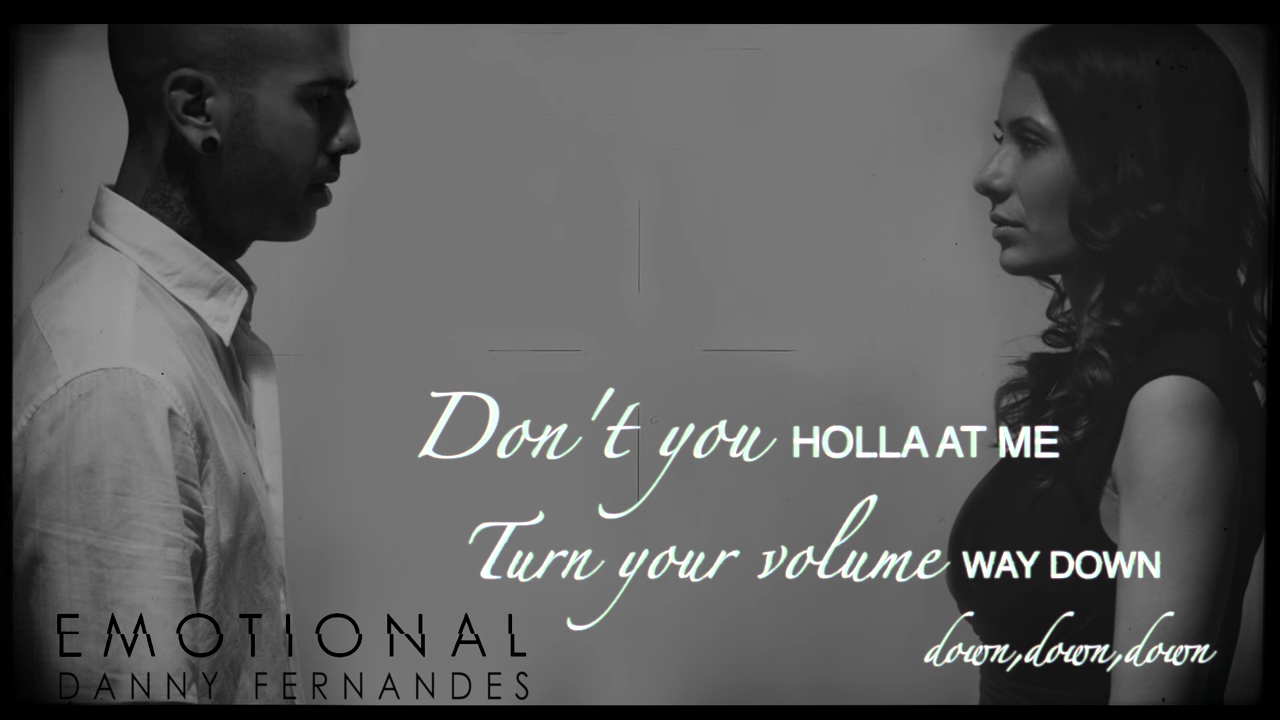 Don't you HOLLA AT ME
Turn your volume WAY DOWN
down,down,down
EMOTIONAL
DANNY FERNANDES